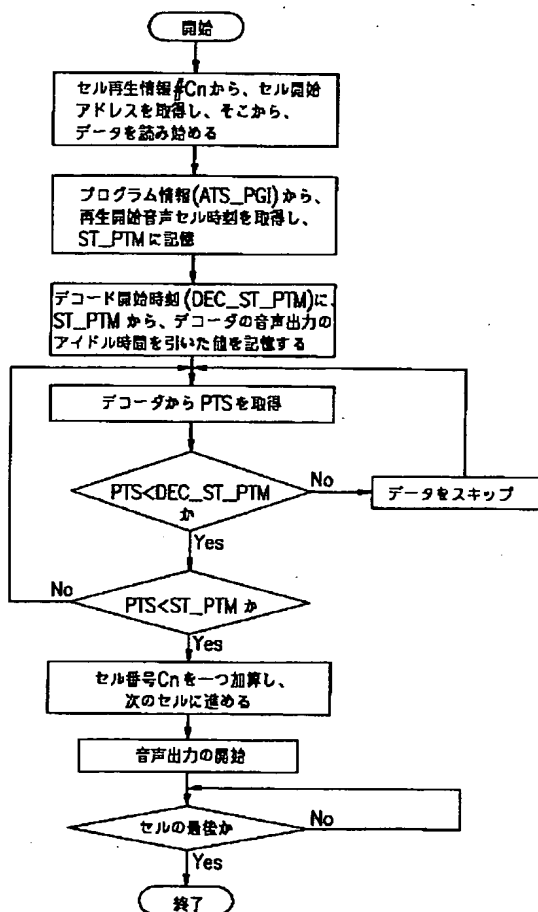 開始
セル再生情報#Cnから、セル開始
アドレスを取得し、そこから、
データを読み始める
プログラム情報(ATS_PGI)から、
再生開始音声セル時刻を取得し、
ST_PTMに記憶
デコード開始時刻(DEC_ST_PTM)に、
ST_PTMから、デコーダの音声出力の
アイドル時間を引いた値を記憶する
デコーダからPTSを取得
PTS<DEC_ST_PTM
か
No
データをスキップ
Yes
No
PTS<ST_PTMか
Yes
セル番号Cnを一つ加算し、
次のセルに進める
音声出力の開始
セルの最後か
No
Yes
終了